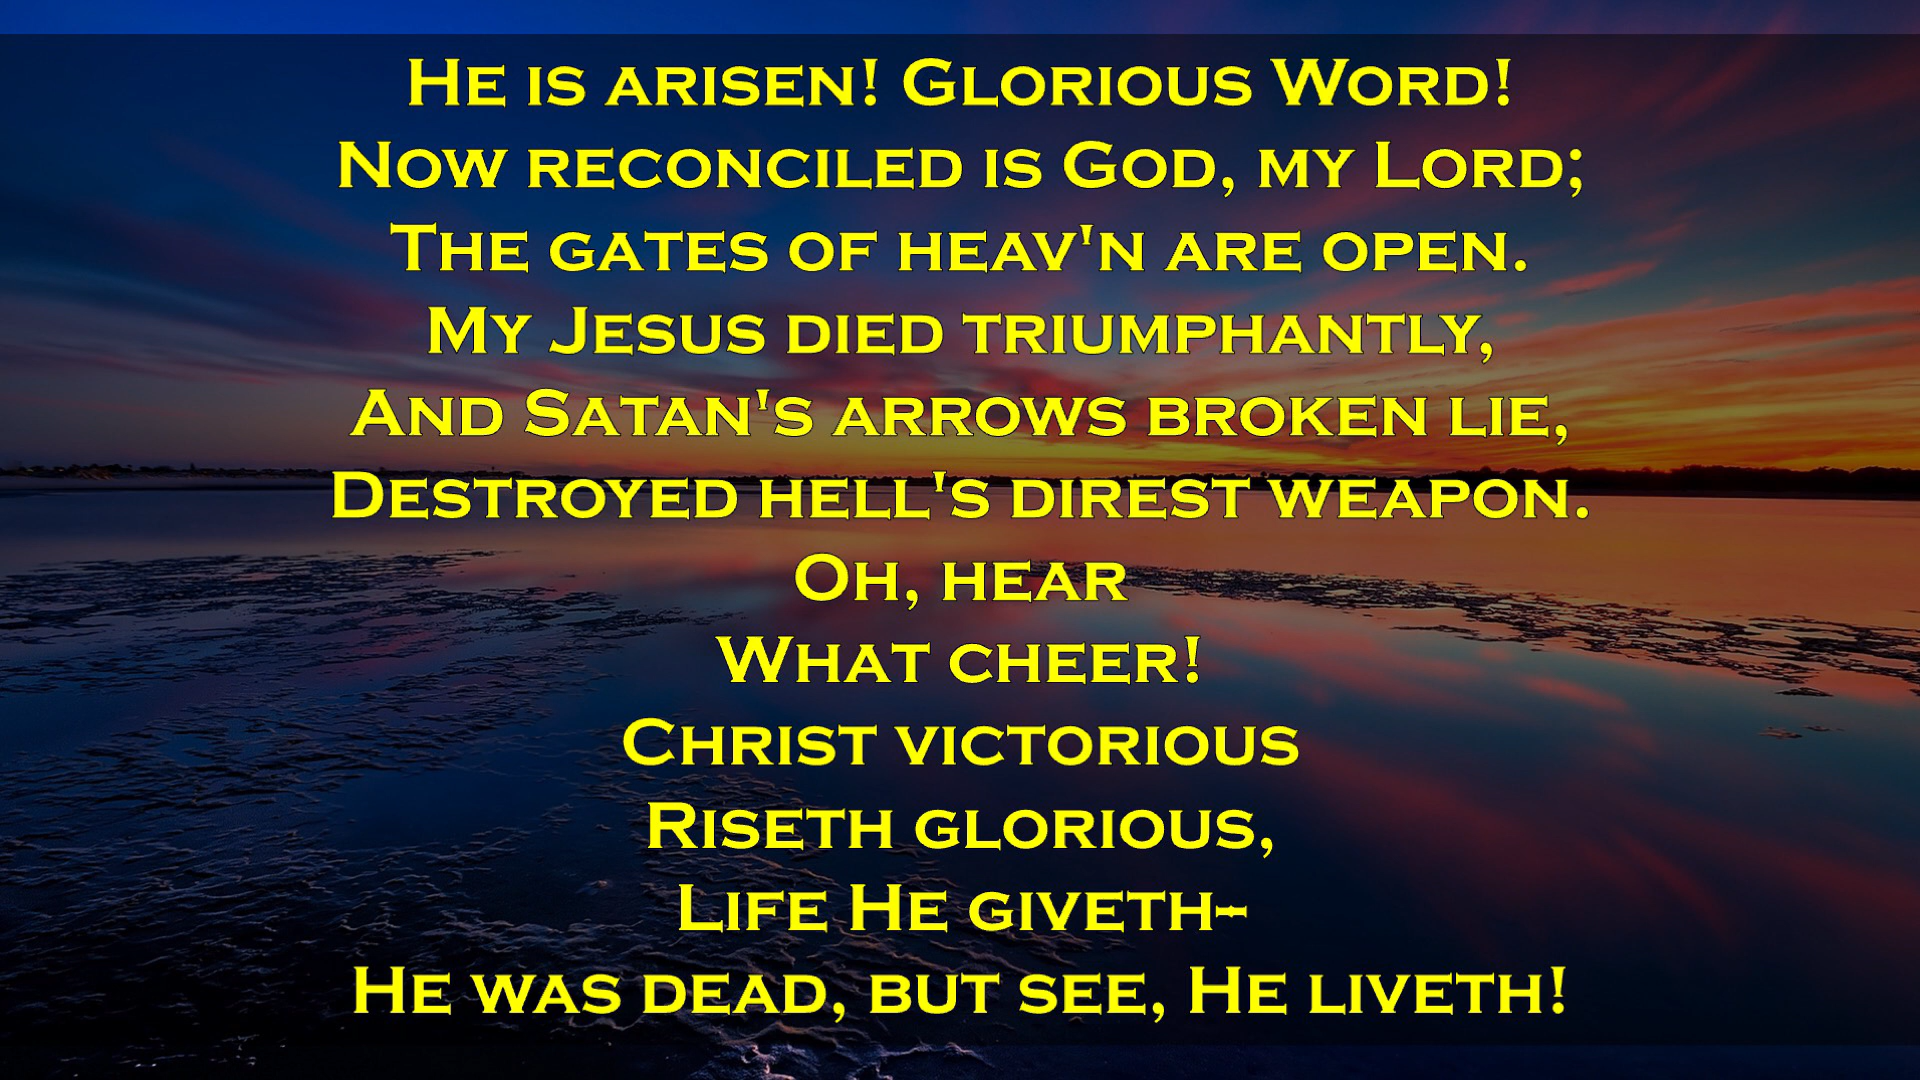 He is arisen! Glorious Word!
Now reconciled is God, my Lord;
The gates of heav'n are open.
My Jesus died triumphantly,
And Satan's arrows broken lie,
Destroyed hell's direst weapon.
Oh, hear
What cheer!
Christ victorious
Riseth glorious,
Life He giveth--
He was dead, but see, He liveth!